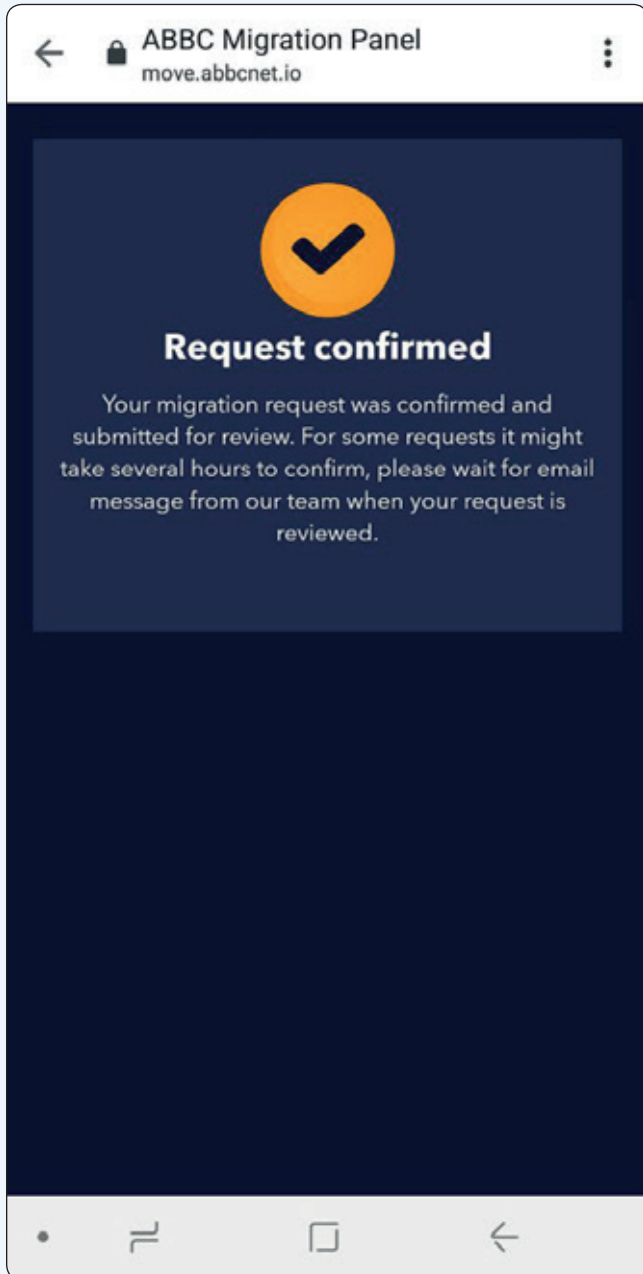 ABBC Migration Panel
move.abbcnet.io
Request confirmed
Your migration request was confirmed and
submitted for review. For some requests it might
take several hours to confirm, please wait for email
message from our team when your request is
reviewed.